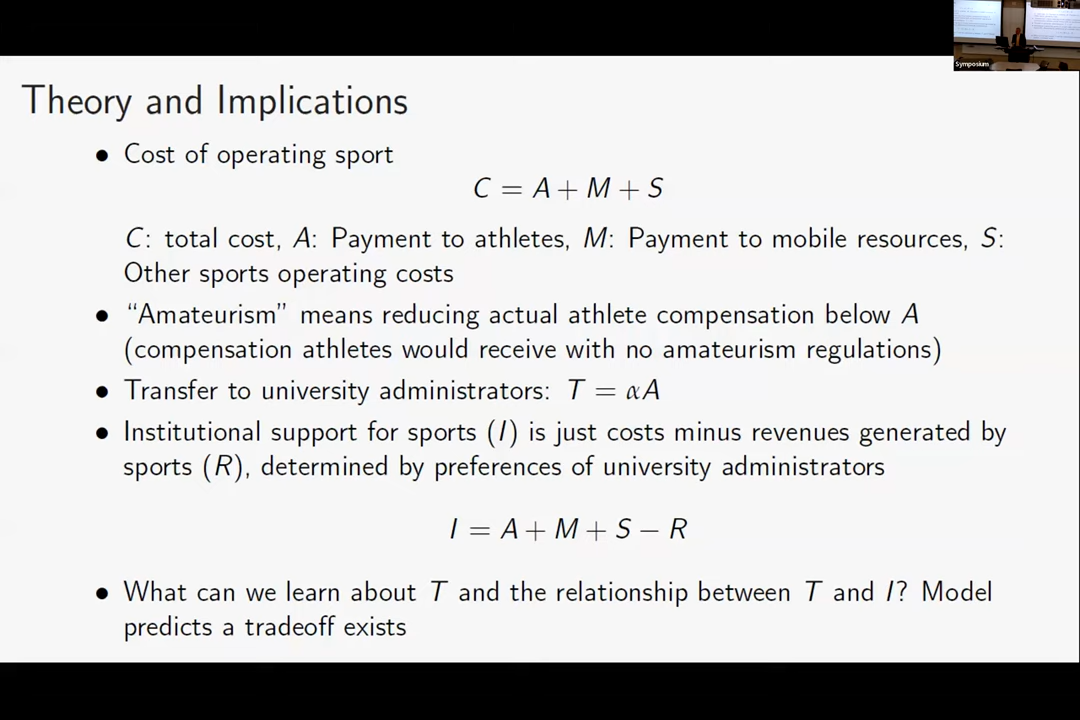 Symposium
Theory and Implications
• Cost of operating sport
C = A + M + S
C: total cost, A: Payment to athletes, M: Payment to mobile resources, S:
Other sports operating costs
• “Amateurism” means reducing actual athlete compensation below A
(compensation athletes would receive with no amateurism regulations)
• Transfer to university administrators: T = αA
• Institutional support for sports (I) is just costs minus revenues generated by
sports (R), determined by preferences of university administrators
I = A + M + S − R
• What can we learn about T and the relationship between T and I? Model
predicts a tradeoff exists